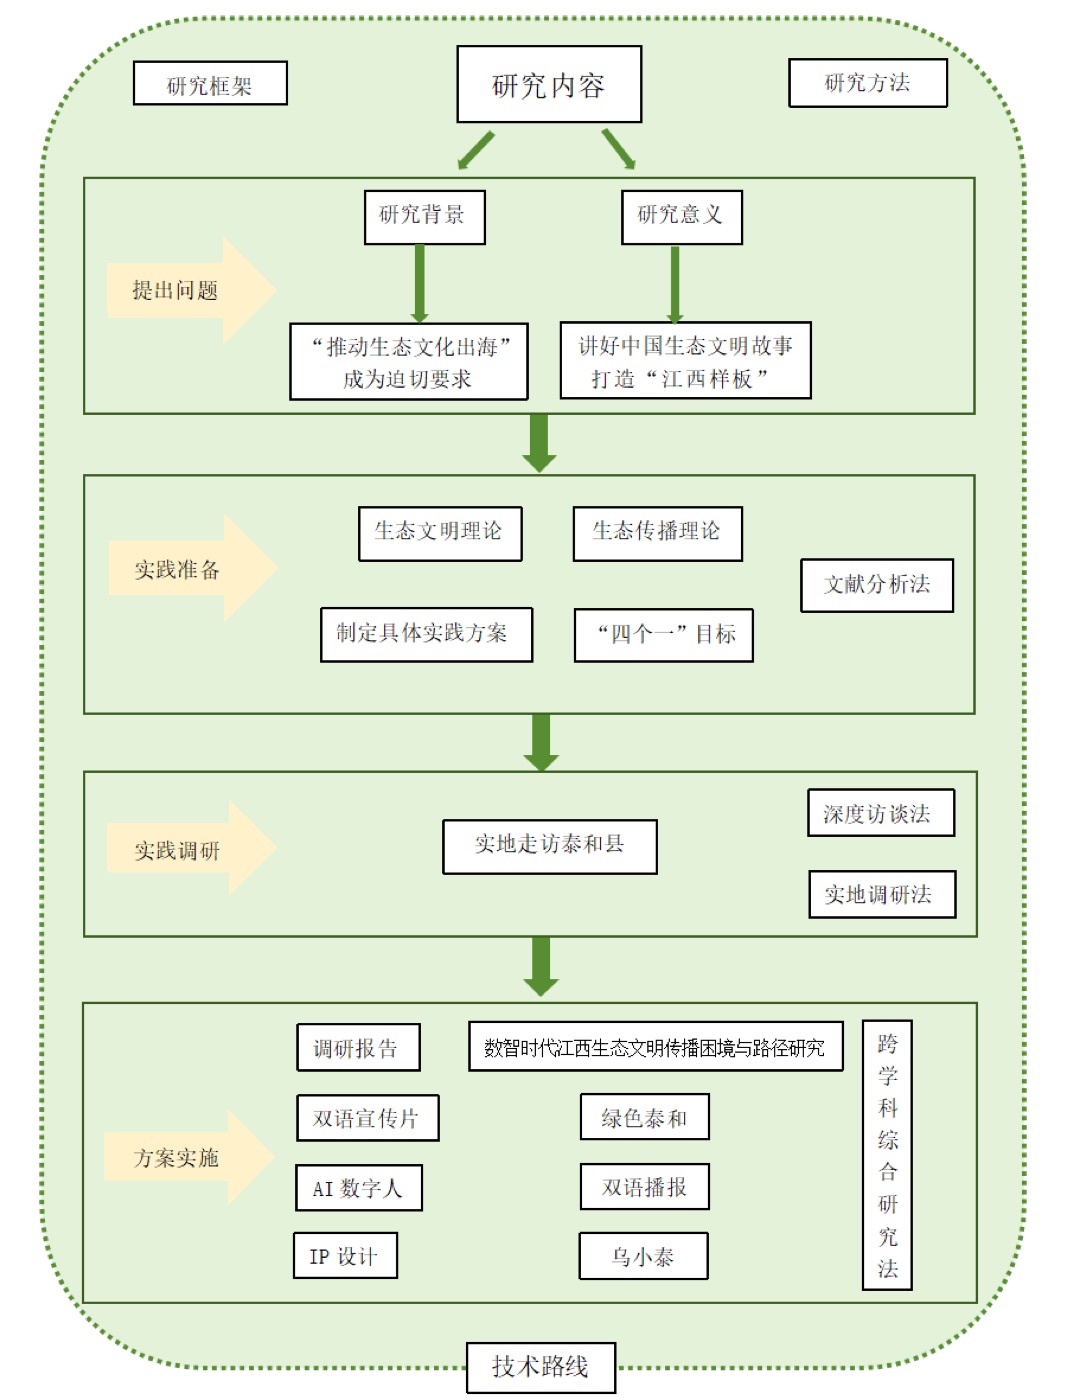 研究框架
研究内容
研究方法
研究背景
研究意义
提出问题
“推动生态文化出海”
成为迫切要求
讲好中国生态文明故事
打造“江西样板”
生态文明理论
生态传播理论
实践准备
文献分析法
制定具体实践方案
“四个一”目标
深度访谈法
实践调研
实地走访泰和县
实地调研法
调研报告
数智时代江西生态文明传播困境与路径研究
跨学科综合研究法
双语宣传片
绿色泰和
方案实施
AI 数字人
双语播报
IP 设计
乌小泰
技术路线